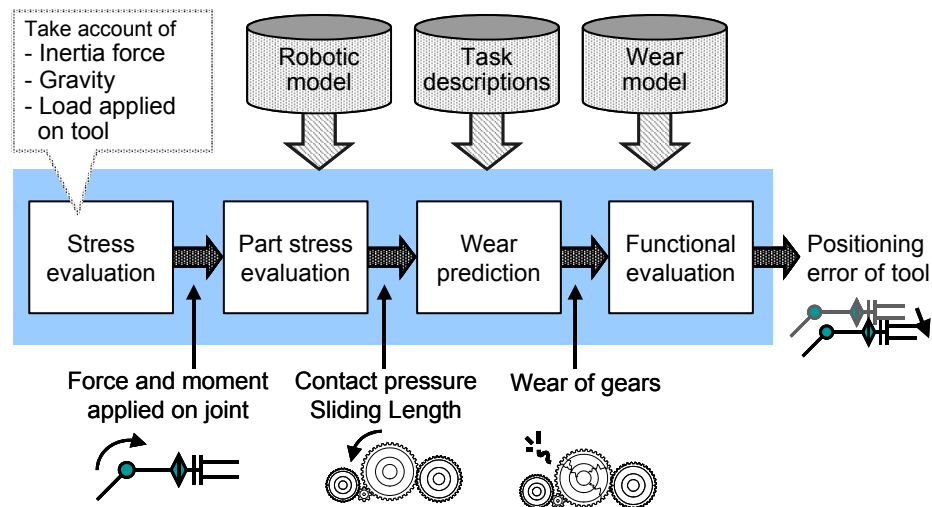 Take account of
- Inertia force
- Gravity
- Load applied
on tool
Robotic
model
Task
descriptions
Wear
model
Stress
evaluation
Part stress
evaluation
Wear
prediction
Functional
evaluation
Positioning
error of tool
Force and moment
applied on joint
Contact pressure
Sliding Length
Wear of gears